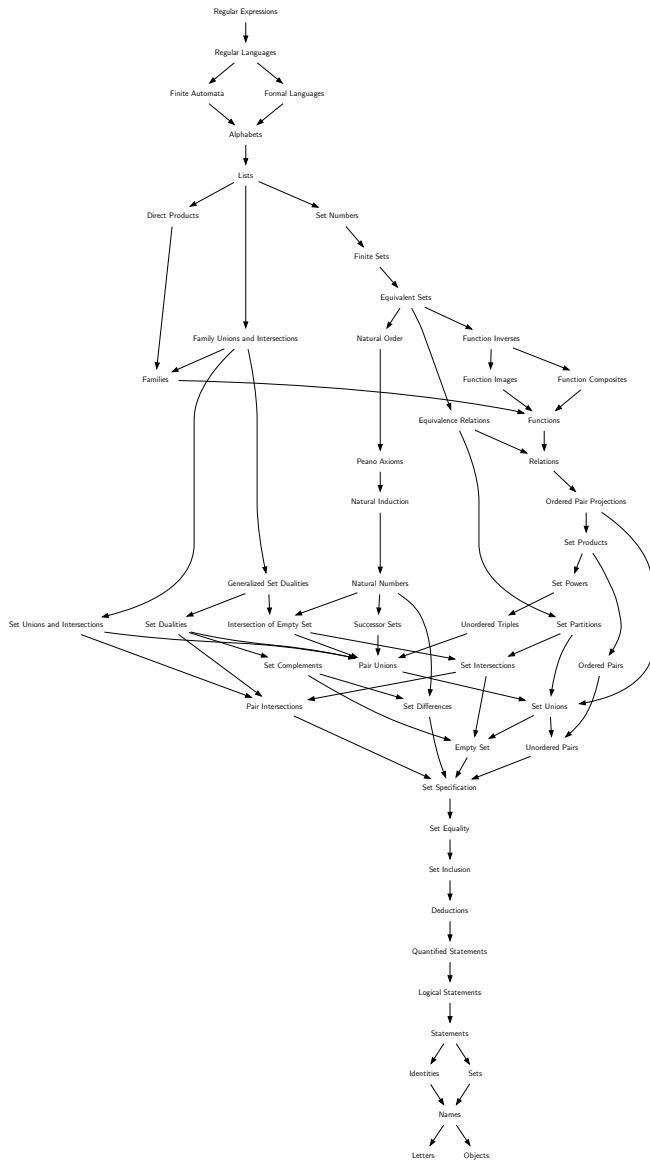 Regular Expressions
Regular Languages
Finite Automata
Formal Languages
Alphabets
Lists
Direct Products
Set Numbers
Finite Sets
Equivalent Sets
Family Unions and Intersections
Natural Order
Function Inverses
Families
Function Images
Function Composites
Equivalence Relations
Functions
Peano Axioms
Relations
Natural Induction
Ordered Pair Projections
Set Products
Generalized Set Dualities
Natural Numbers
Set Powers
Set Unions and Intersections
Set Dualities
Intersection of Empty Set
Successor Sets
Unordered Triples
Set Partitions
Set Complements
Pair Unions
Set Intersections
Ordered Pairs
Pair Intersections
Set Differences
Set Unions
Empty Set
Unordered Pairs
Set Specification
Set Equality
Set Inclusion
Deductions
Quantified Statements
Logical Statements
Statements
Identities
Sets
Names
Letters
Objects